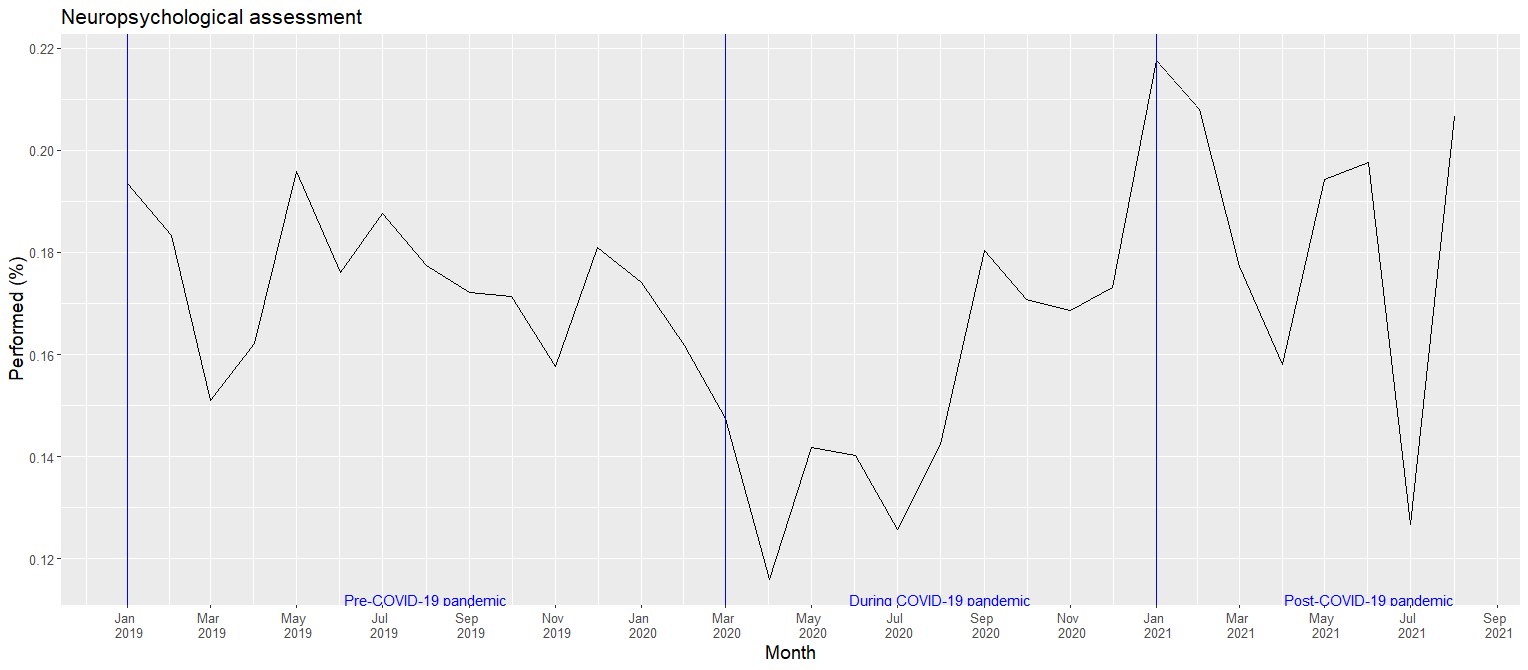 Neuropsychological assessment
Performed (%)
0.22
0.20
0.18
0.16
0.14
0.12
Pre-COVID-19 pandemic
During COVID-19 pandemic
Post-COVID-19 pandemic
Jan 2019
Mar 2019
May 2019
Jul 2019
Sep 2019
Nov 2019
Jan 2020
Mar 2020
May 2020
Jul 2020
Sep 2020
Nov 2020
Jan 2021
Mar 2021
May 2021
Jul 2021
Sep 2021
Month